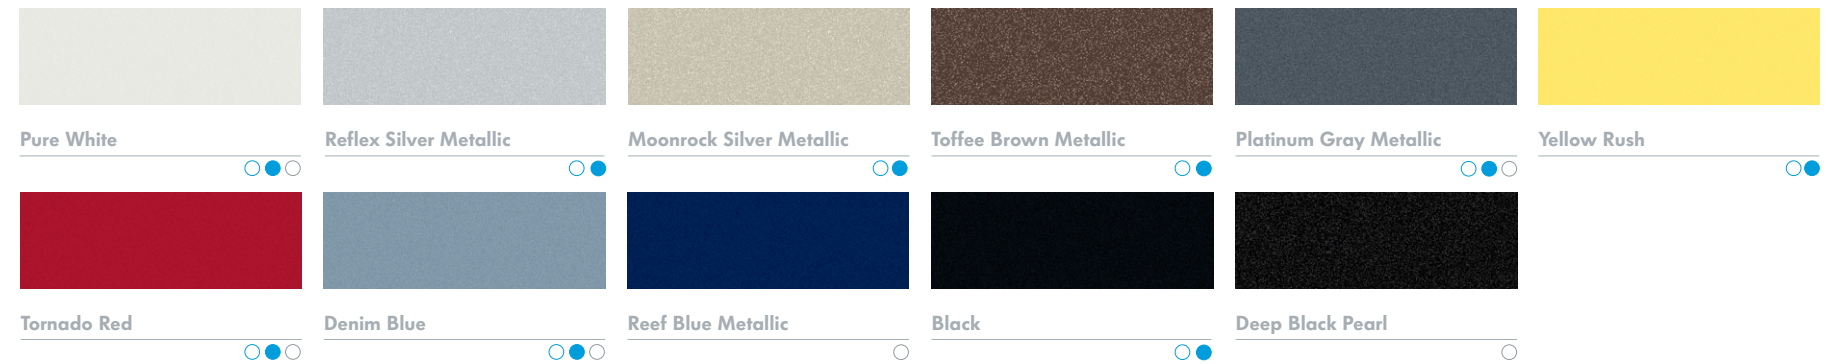 Pure White
Reflex Silver Metallic
Moonrock Silver Metallic
Toffee Brown Metallic
Platinum Gray Metallic
Yellow Rush
Tornado Red
Denim Blue
Reef Blue Metallic
Black
Deep Black Pearl